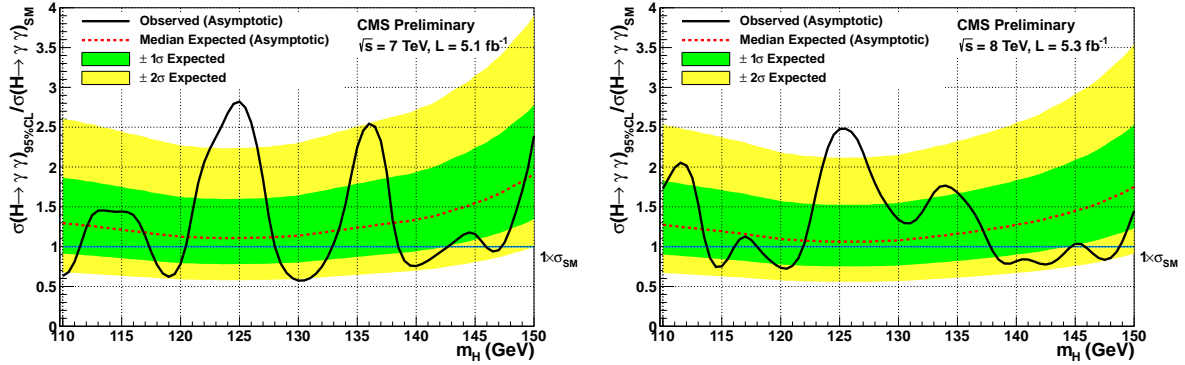 σ(H→ γ γ)95%CL /σ(H→ γ γ)SM
4
3.5
3
2.5
2
1.5
1
0.5
0
Observed (Asymptotic)
Median Expected (Asymptotic)
± 1σ Expected
± 2σ Expected
CMS Preliminary
√s = 7 TeV, L = 5.1 fb-1
1×σSM
110 115 120 125 130 135 140 145 150
mH (GeV)
σ(H→ γ γ)95%CL /σ(H→ γ γ)SM
4
3.5
3
2.5
2
1.5
1
0.5
0
Observed (Asymptotic)
Median Expected (Asymptotic)
± 1σ Expected
± 2σ Expected
CMS Preliminary
√s = 8 TeV, L = 5.3 fb-1
1×σSM
110 115 120 125 130 135 140 145 150
mH (GeV)